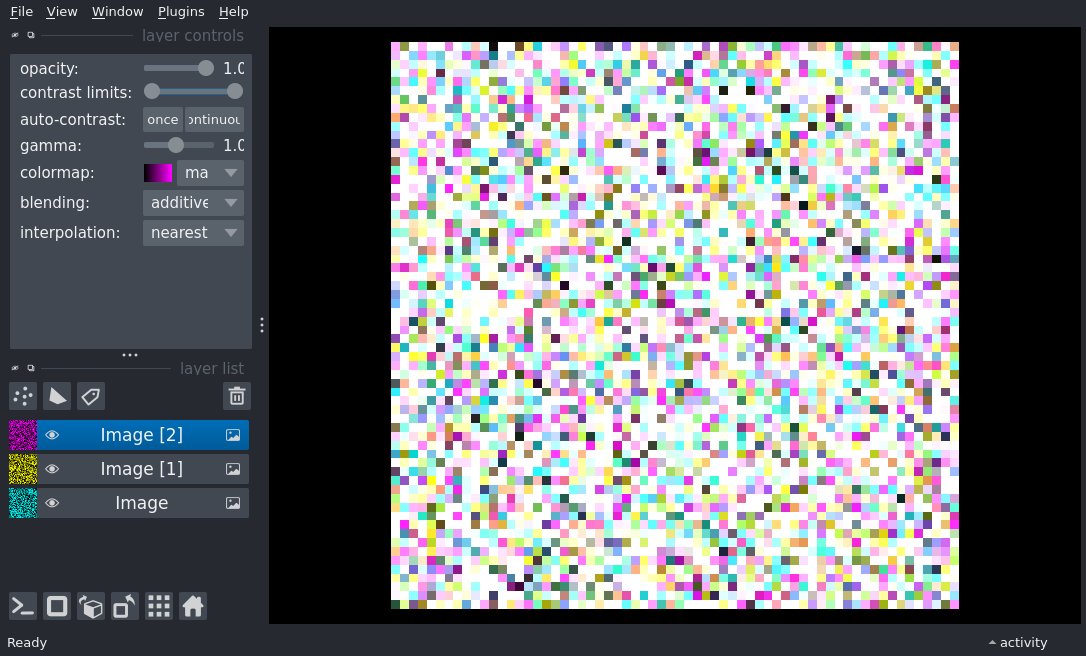 File View Window Plugins Help
layer controls
opacity: 1.0
contrast limits:
auto-contrast: once ontinuou
gamma: 1.0
colormap: ma
blending: additive
interpolation: nearest
layer list
Image [2]
Image [1]
Image
Ready activity